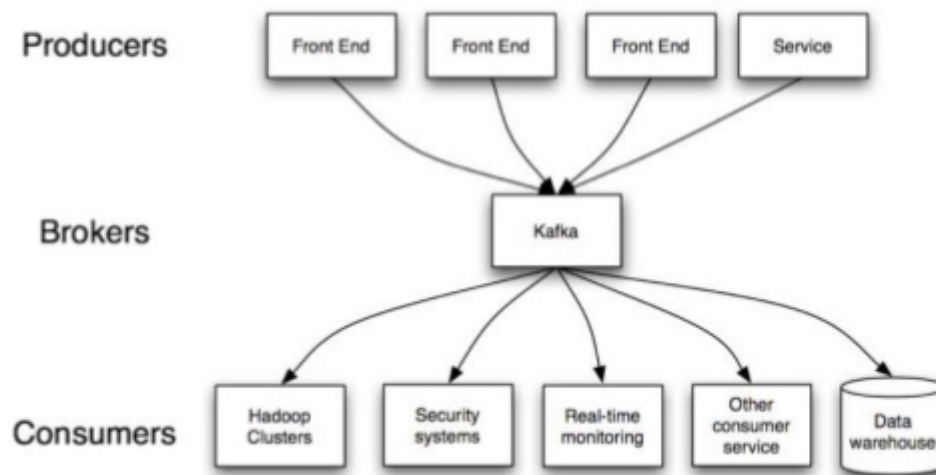 Producers
Front End
Front End
Front End
Service
Brokers
Kafka
Consumers
Hadoop
Clusters
Security
systems
Real-time
monitoring
Other
consumer
service
Data
warehouse